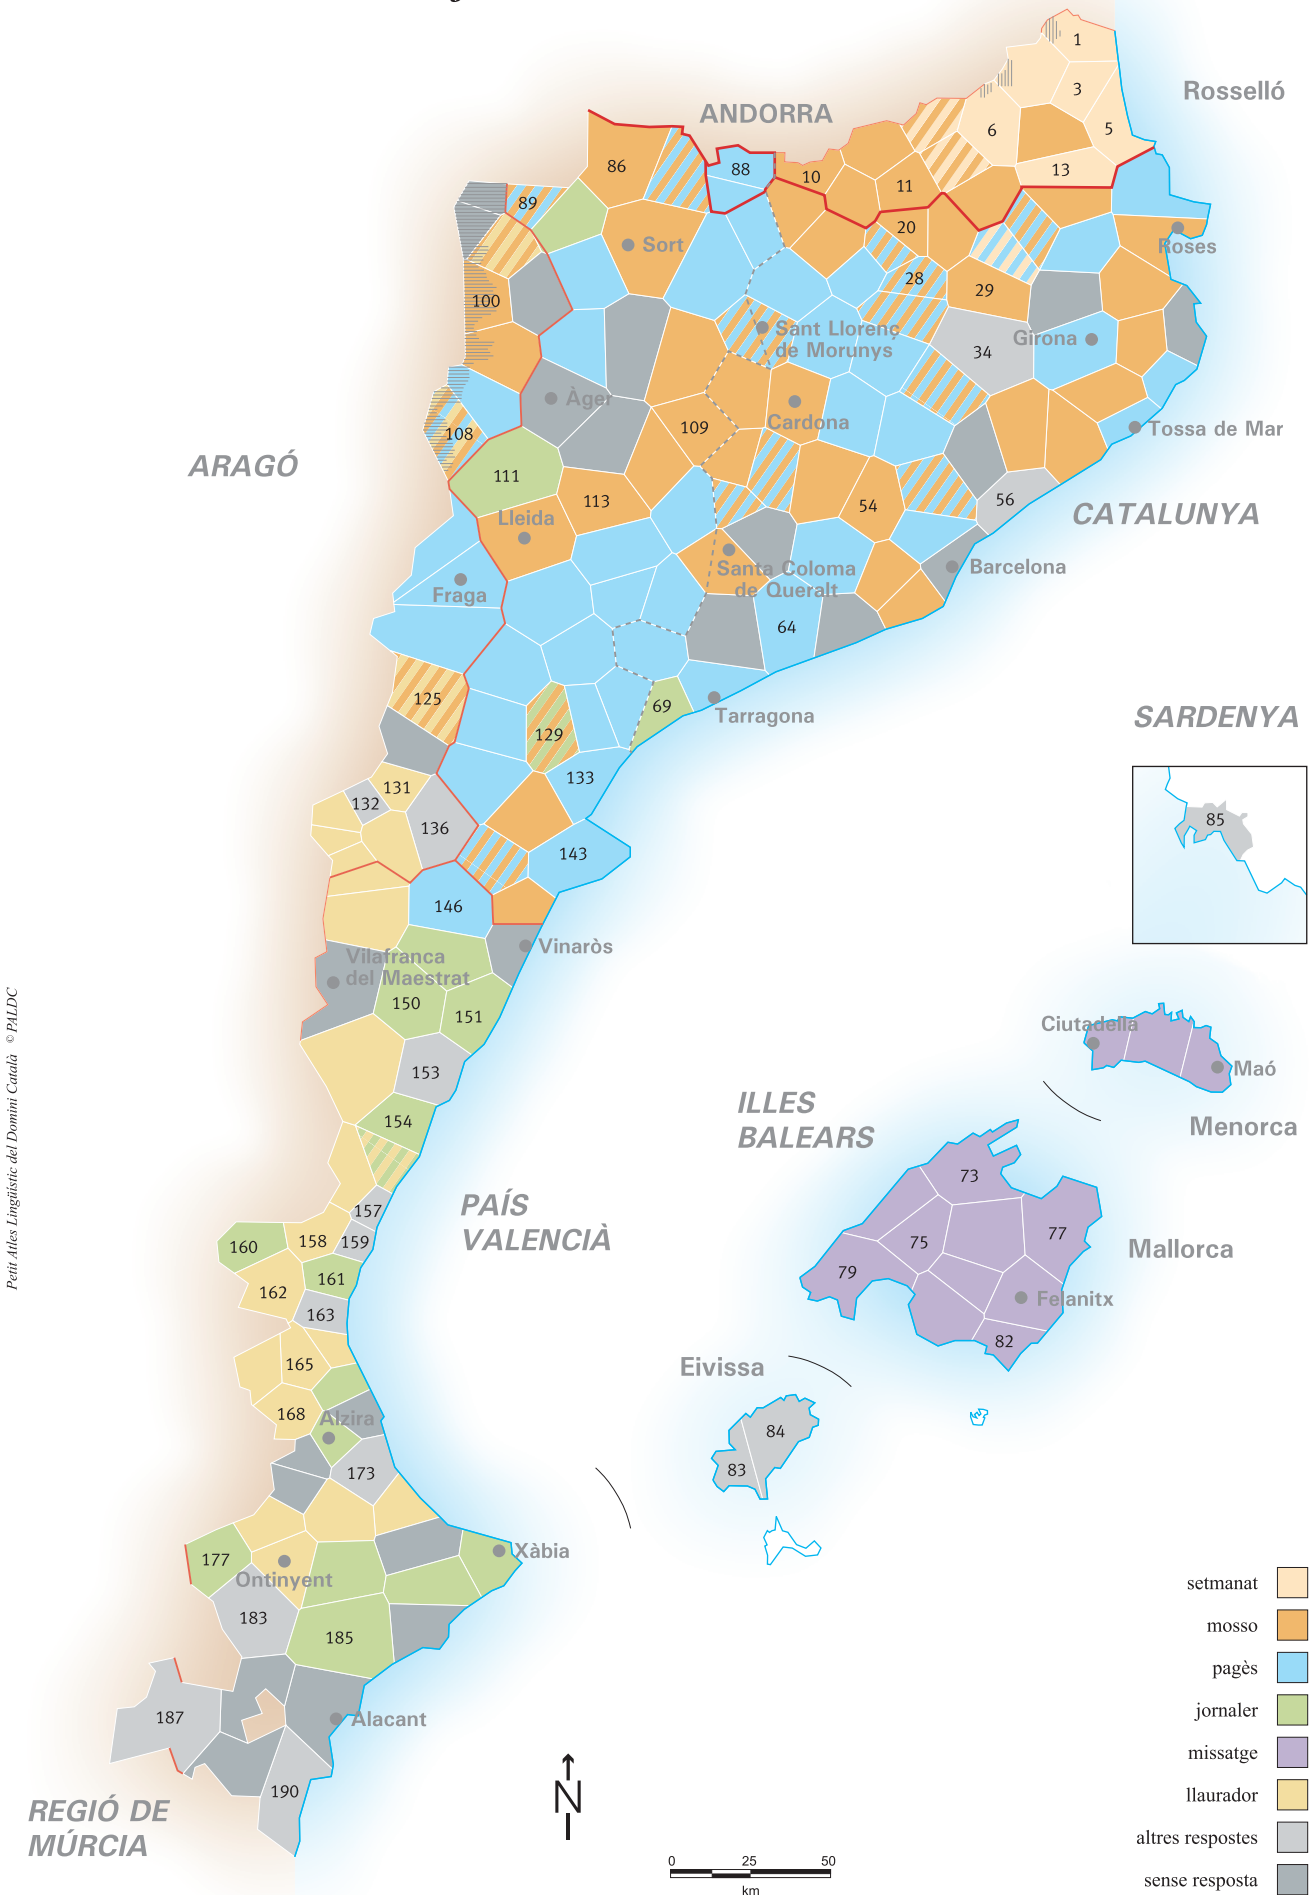 ANDORRA
Rosselló
1
3
5
6
13
86
88
10
11
89
20
Sort
Roses
28
29
100
Sant Llorenç
de Morunys
34
Girona
Àger
108
109
Cardona
Tossa de Mar
ARAGÓ
111
113
54
56
CATALUNYA
Lleida
Fraga
Santa Coloma
de Queralt
Barcelona
64
125
69
Tarragona
SARDENYA
129
133
131
132
136
143
85
146
Vinaròs
Vilafranca
del Maestrat
150
151
Ciutadella
Maó
153
Menorca
ILLES
BALEARS
154
73
PAÍS
VALENCIÀ
157
158
159
160
75
77
Mallorca
161
162
79
Felanitx
163
82
165
Eivissa
168
Alzira
84
83
173
177
Ontinyent
Xàbia
183
185
187
Alacant
190
REGIÓ DE
MÚRCIA
N
0 25 50
km
setmanat
mosso
pagès
jornaler
missatge
llaurador
altres respostes
sense resposta
Petit Atles Lingüístic del Domini Català © PALDC